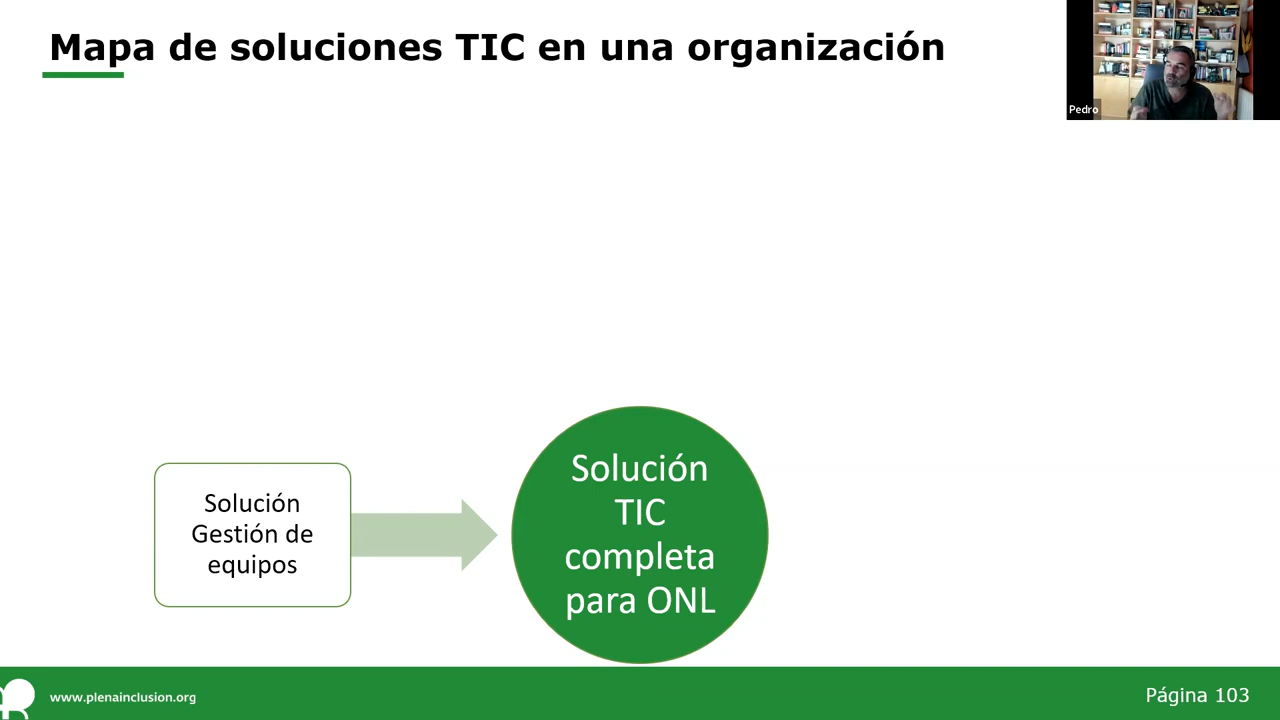 Mapa de soluciones TIC en una organización
Pedro
Solución
Gestión de
equipos
Solución
TIC
completa
para ONL
www.plenainclusion.org
Página 103